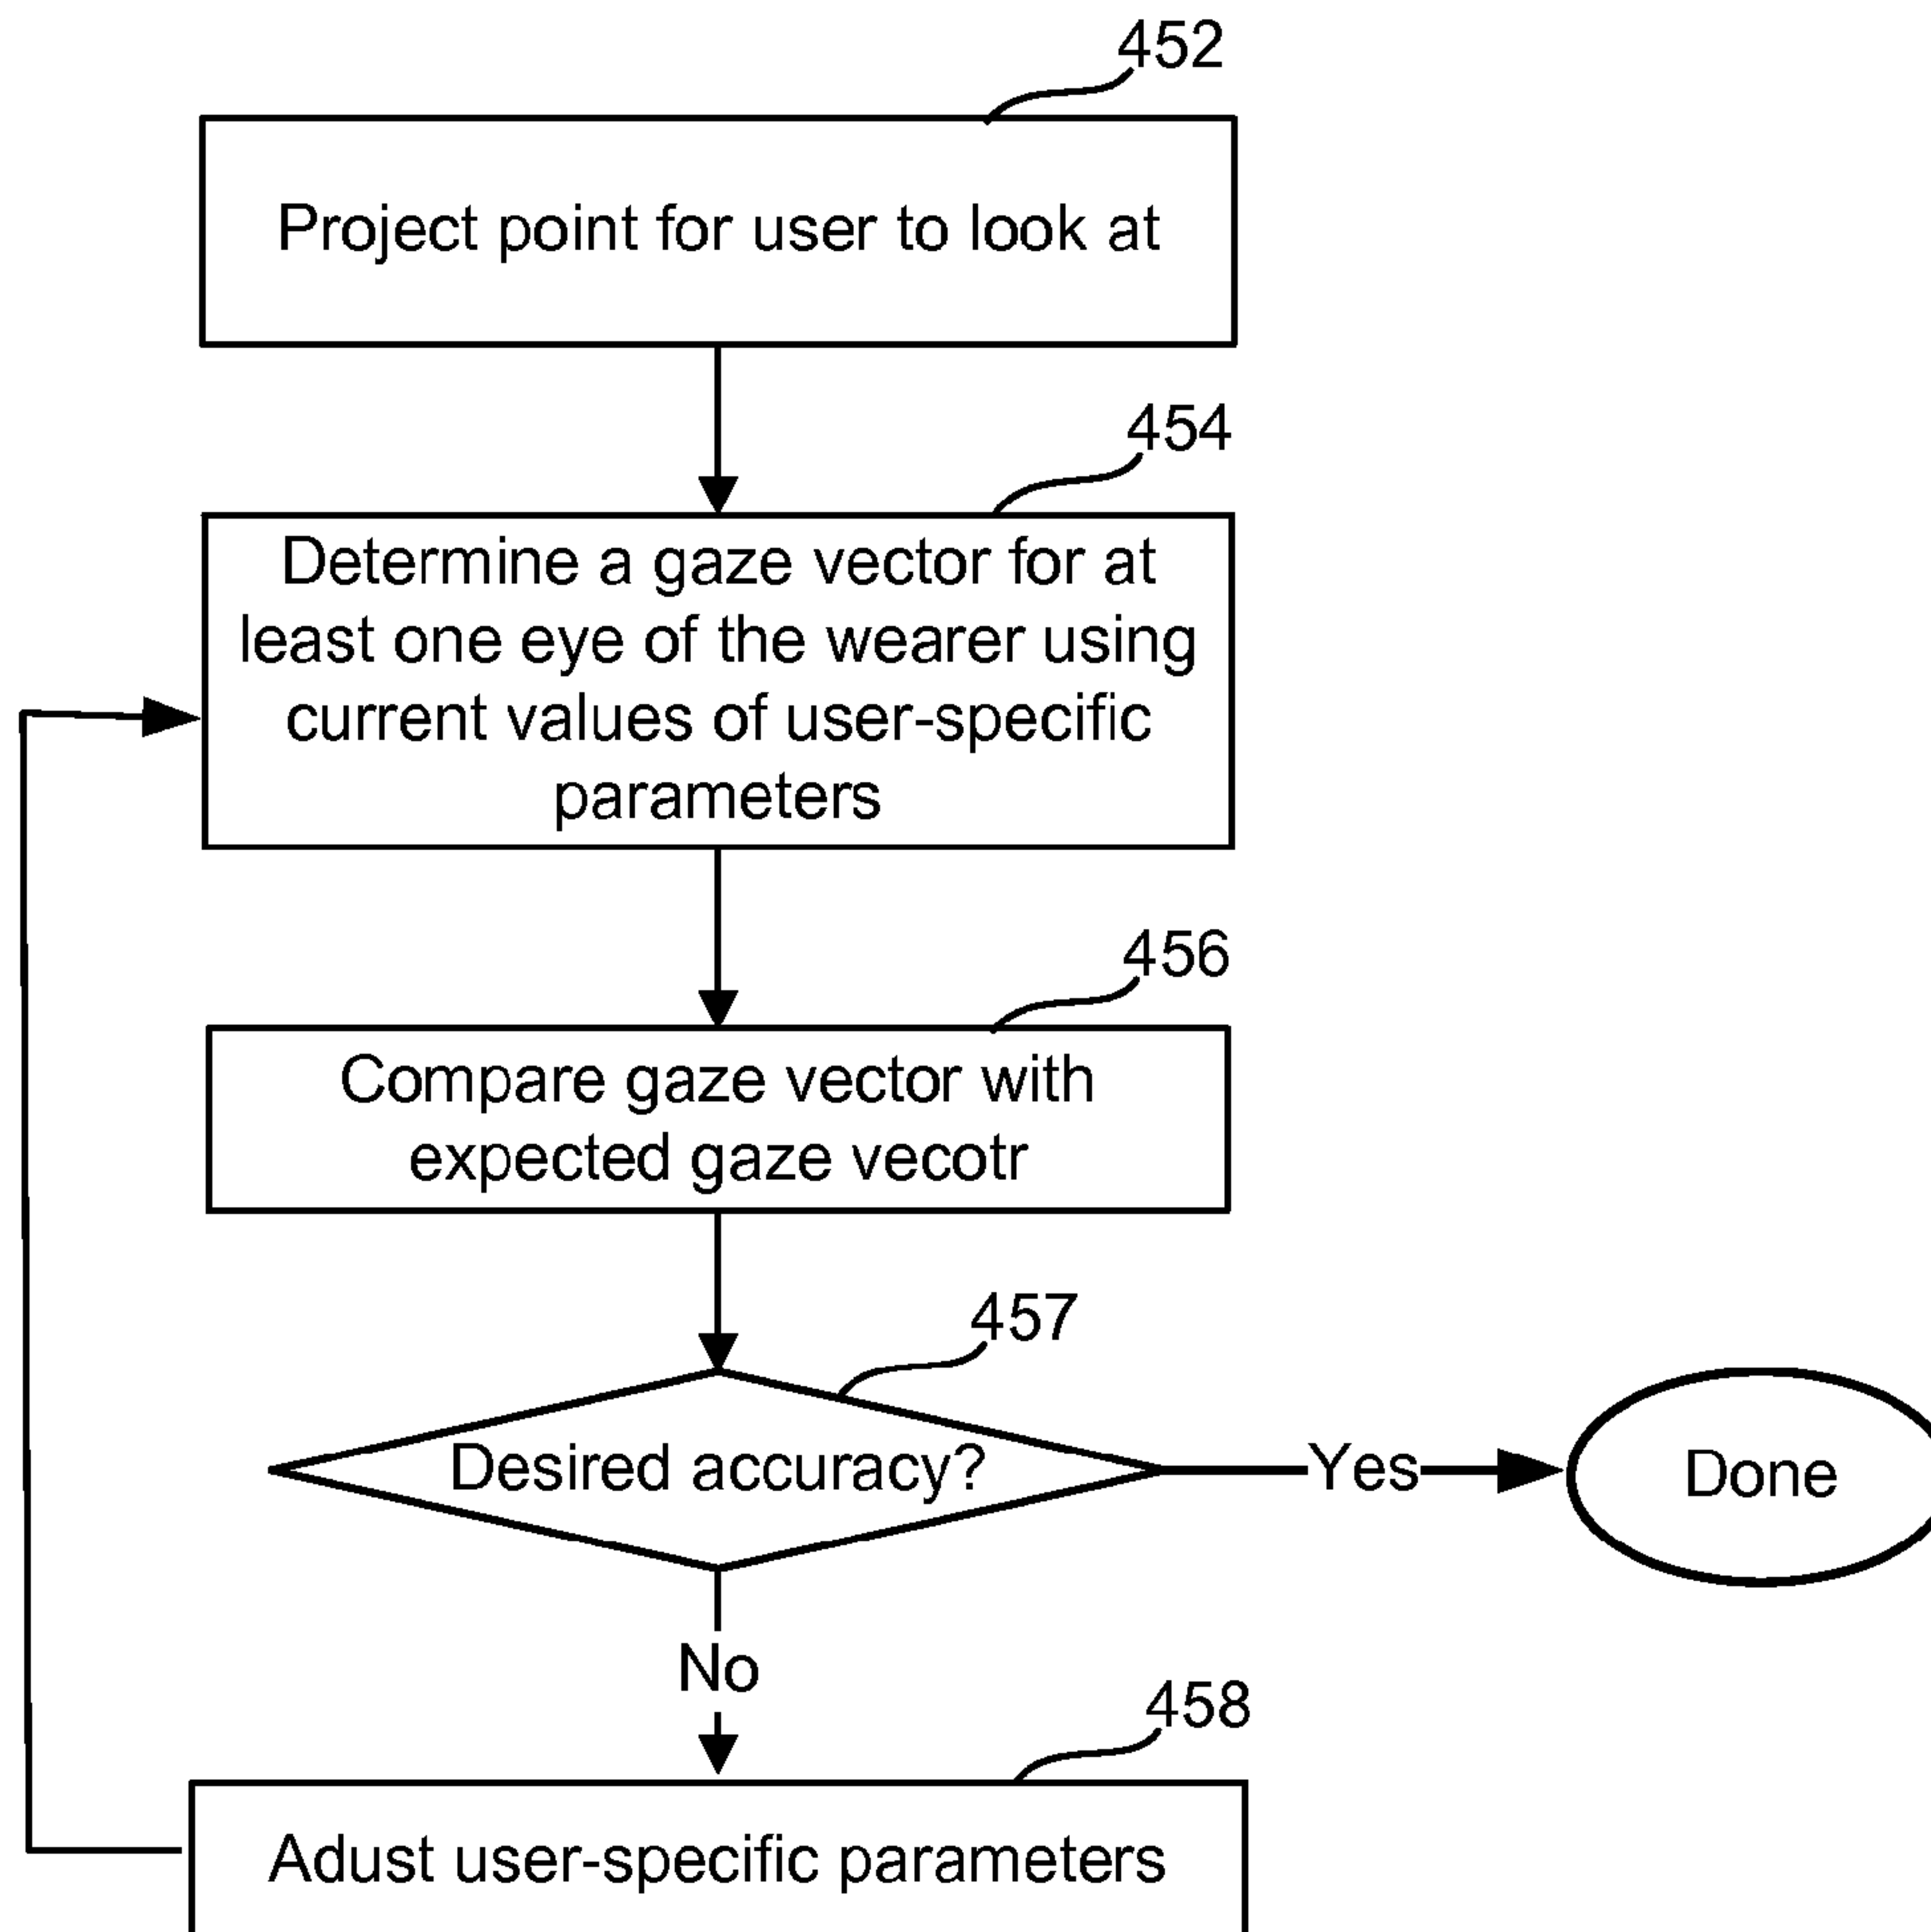 452
Project point for user to look at
454
Determine a gaze vector for at
least one eye of the wearer using
current values of user-specific
parameters
456
Compare gaze vector with
expected gaze vecotr
457
Desired accuracy?
Yes
Done
No
458
Adust user-specific parameters